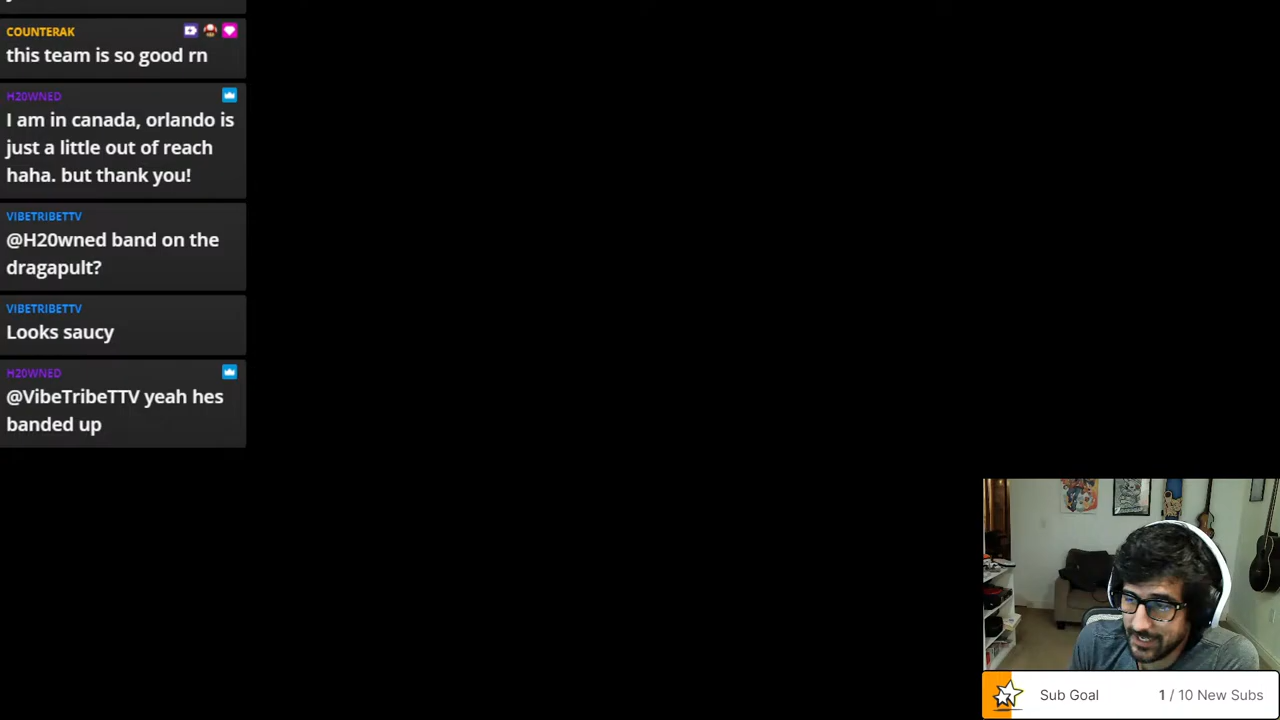 COUNTERAK
this team is so good rn
H20WNED
I am in canada, orlando is
just a little out of reach
haha. but thank you!
VIBETRIBETTV
@H20wned band on the
dragapult?
VIBETRIBETTV
Looks saucy
H20WNED
@VibeTribeTTV yeah hes
banded up
Sub Goal 1 / 10 New Subs